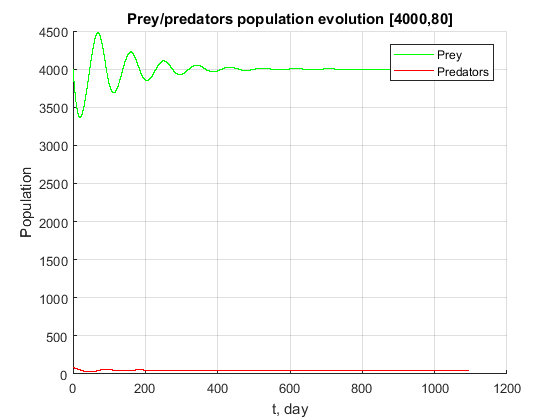 Prey/predators population evolution [4000,80]
Prey
Predators
Population
4500
4000
3500
3000
2500
2000
1500
1000
500
0
0 200 400 600 800 1000 1200
t, day